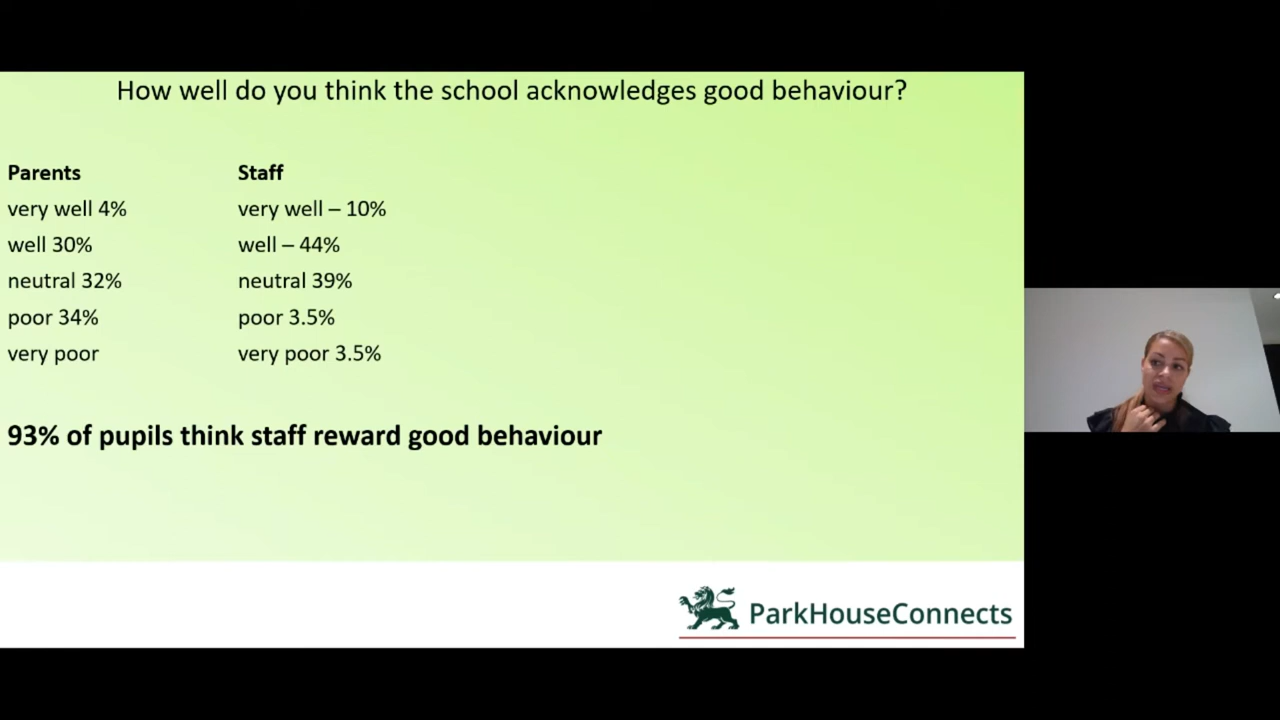 How well do you think the school acknowledges good behaviour?
Parents
very well 4%
well 30%
neutral 32%
poor 34%
very poor
Staff
very well – 10%
well – 44%
neutral 39%
poor 3.5%
very poor 3.5%
93% of pupils think staff reward good behaviour
ParkHouseConnects